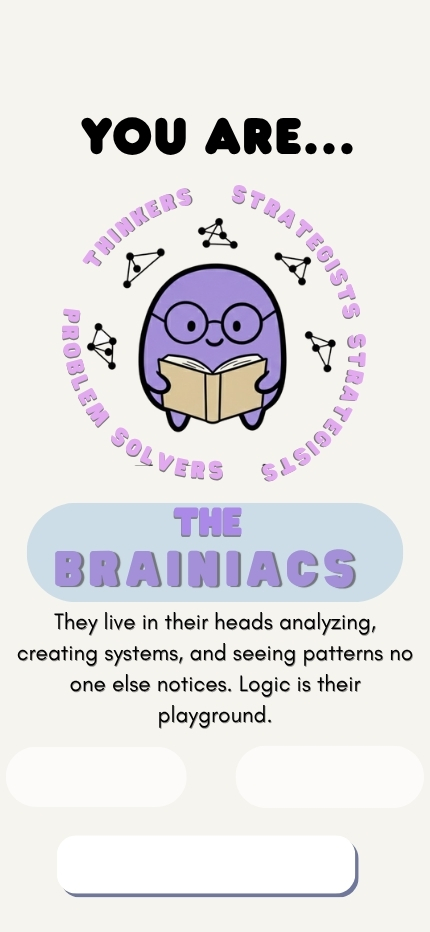 YOU ARE...
THINKERS
STRATEGISTS
STRATEGISTS
PROBLEM SOLVERS
THE
BRAINIACS
They live in their heads analyzing,
creating systems, and seeing patterns no
one else notices. Logic is their
playground.